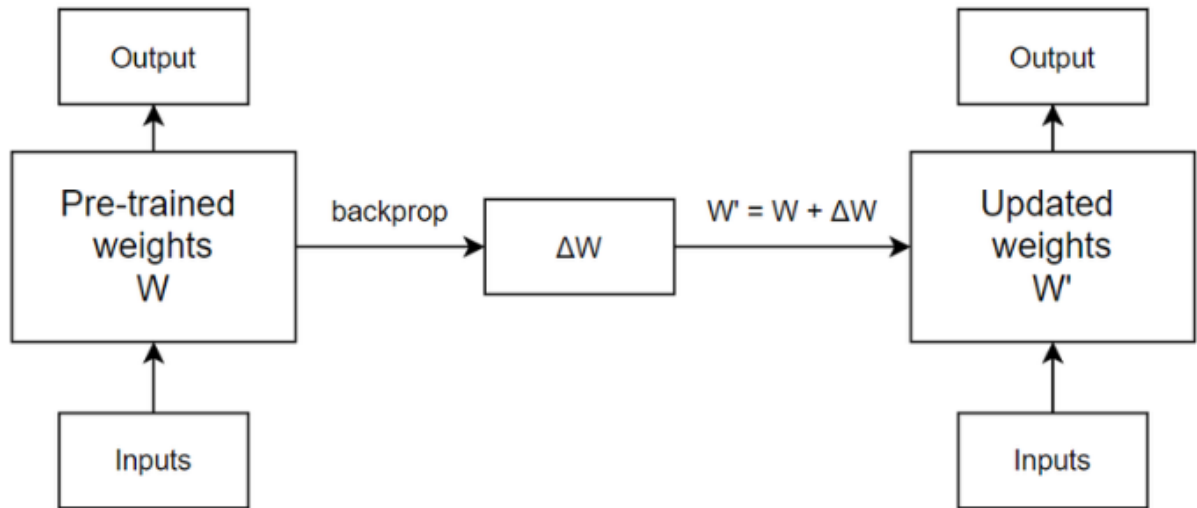 Output
Output
Pre-trained
weights
W
backprop
ΔW
W' = W + ΔW
Updated
weights
W'
Inputs
Inputs